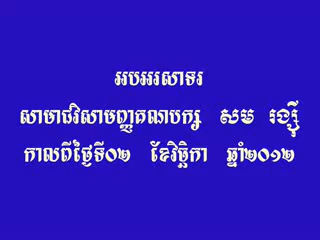 អបអរសាទរ
សមាជវិសាមញ្ញគណបក្ស សម រង្ស៊ី
កាលពីថ្ងៃទី០២ ខែវិច្ឆិកា ឆ្នាំ២០១២